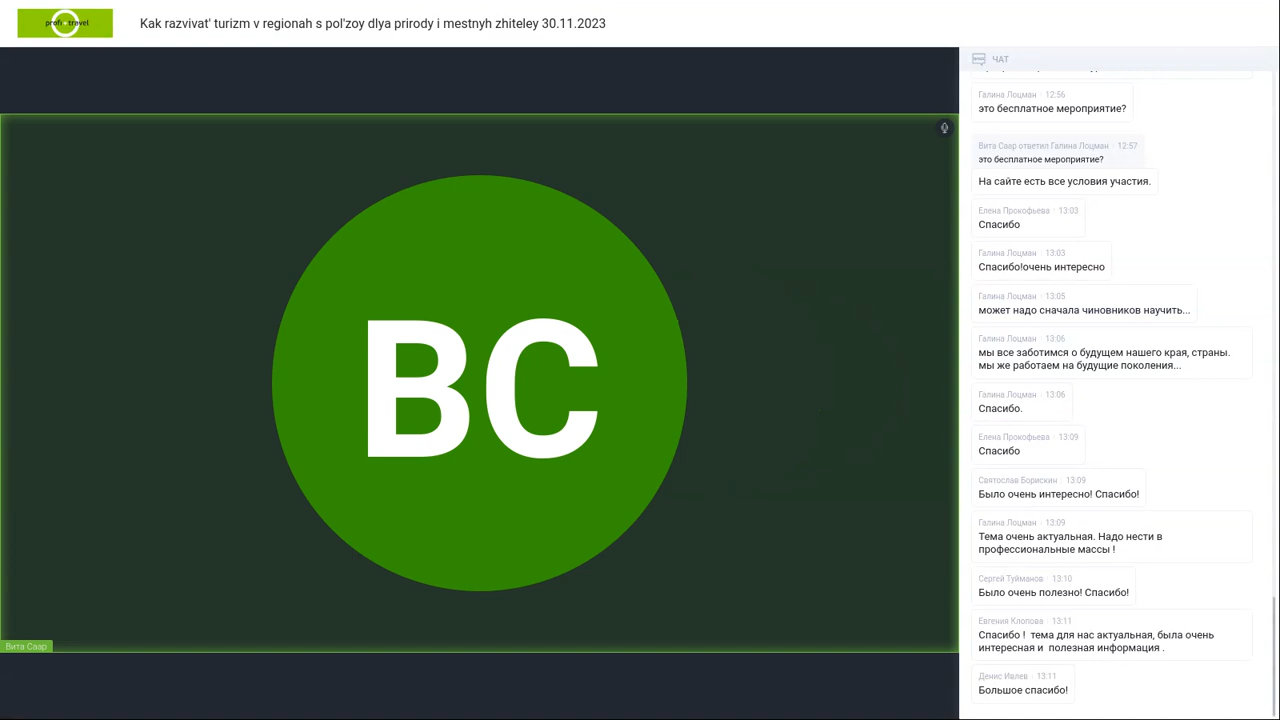 profi travel
Kak razvivat' turizm v regionah s pol'zoy dlya prirody i mestnyh zhiteley 30.11.2023
ВС
Вита Саар
ЧАТ
Галина Лоцман · 12:56
это бесплатное мероприятие?
Вита Саар ответил Галина Лоцман · 12:57
это бесплатное мероприятие?
На сайте есть все условия участия.
Елена Прокофьева · 13:03
Спасибо
Галина Лоцман · 13:03
Спасибо!очень интересно
Галина Лоцман · 13:05
может надо сначала чиновников научить...
Галина Лоцман · 13:06
мы все заботимся о будущем нашего края, страны.
мы же работаем на будущие поколения...
Галина Лоцман · 13:06
Спасибо.
Елена Прокофьева · 13:09
Спасибо
Святослав Борискин · 13:09
Было очень интересно! Спасибо!
Галина Лоцман · 13:09
Тема очень актуальная. Надо нести в
профессиональные массы !
Сергей Туйманов · 13:10
Было очень полезно! Спасибо!
Евгения Клопова · 13:11
Спасибо !  тема для нас актуальная, была очень
интересная и  полезная информация .
Денис Ивлев · 13:11
Большое спасибо!